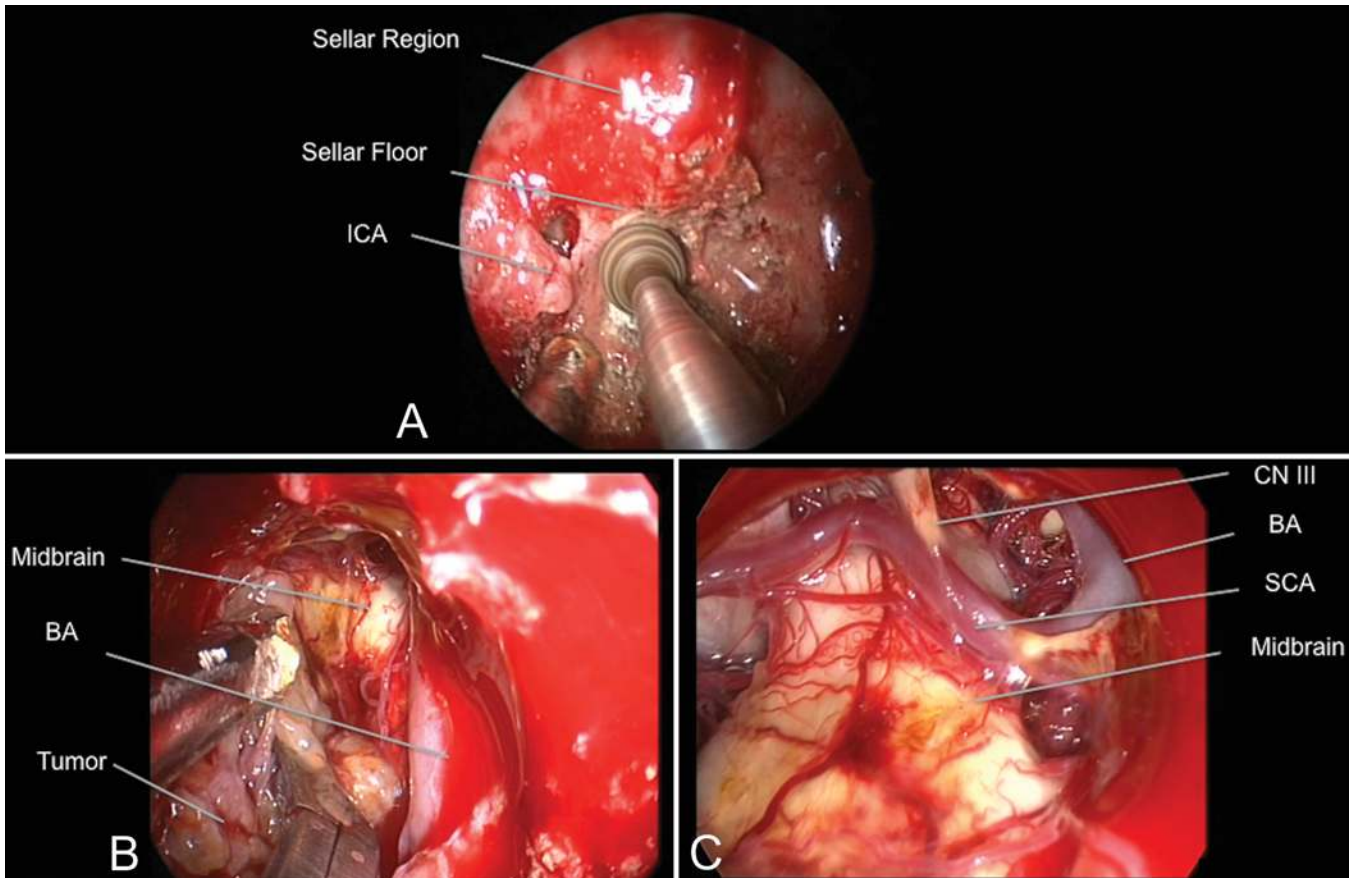 Sellar Region
Sellar Floor
ICA
A
Midbrain
BA
Tumor
B
CN III
BA
SCA
Midbrain
C